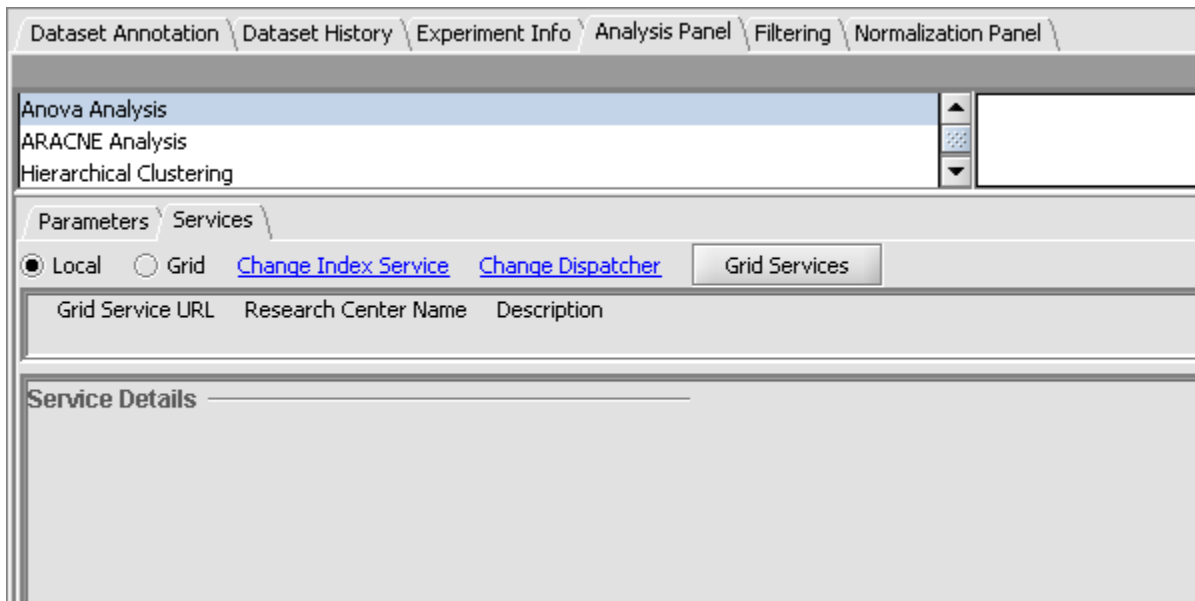 Dataset Annotation Dataset History Experiment Info Analysis Panel Filtering Normalization Panel
Anova Analysis
ARACNE Analysis
Hierarchical Clustering
Parameters Services
Local Grid Change Index Service Change Dispatcher Grid Services
Grid Service URL Research Center Name Description
Service Details